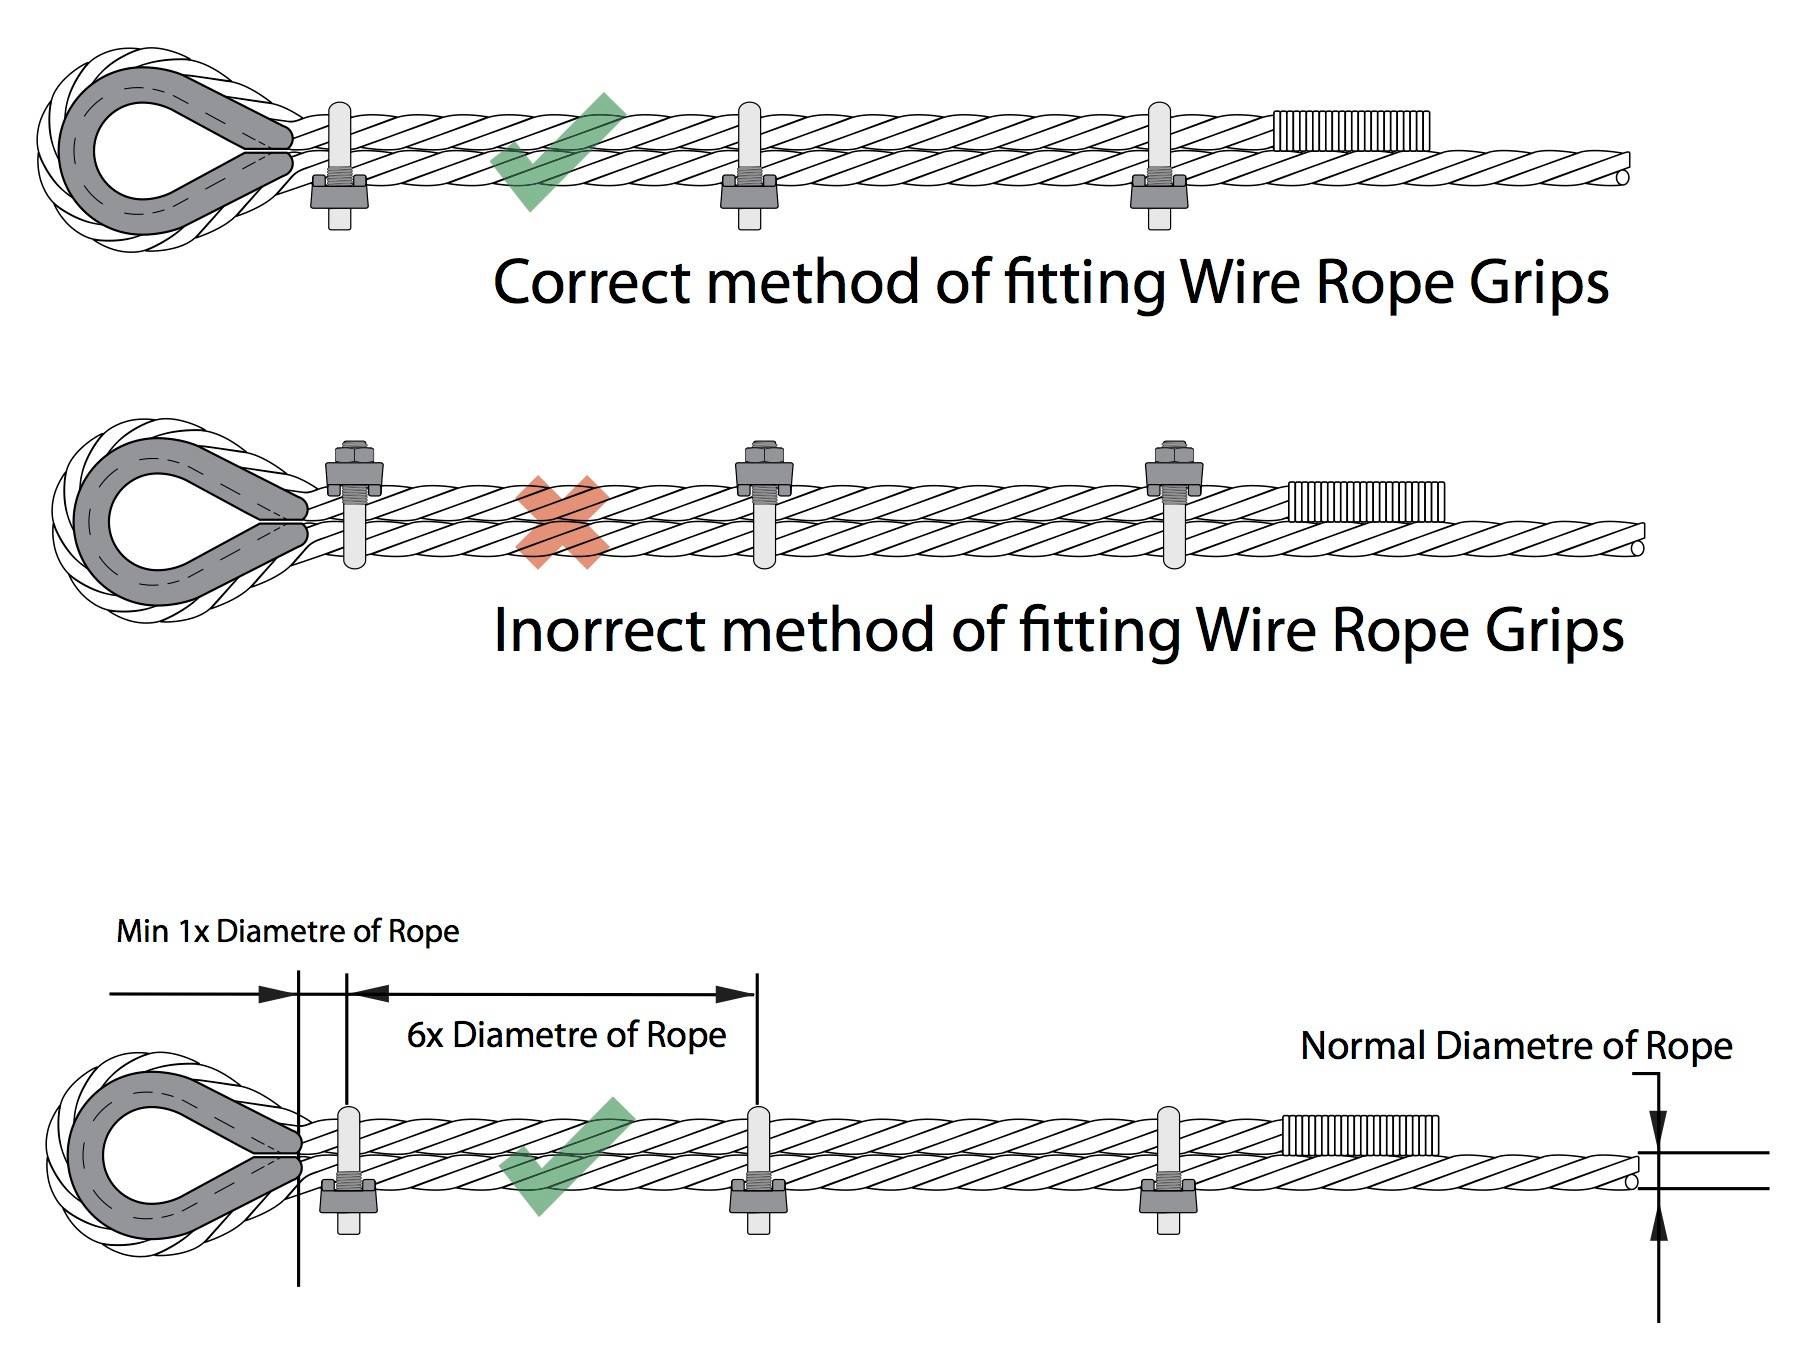 Correct method of fitting Wire Rope Grips
Inorrect method of fitting Wire Rope Grips
Min 1x Diametre of Rope
6x Diametre of Rope
Normal Diametre of Rope